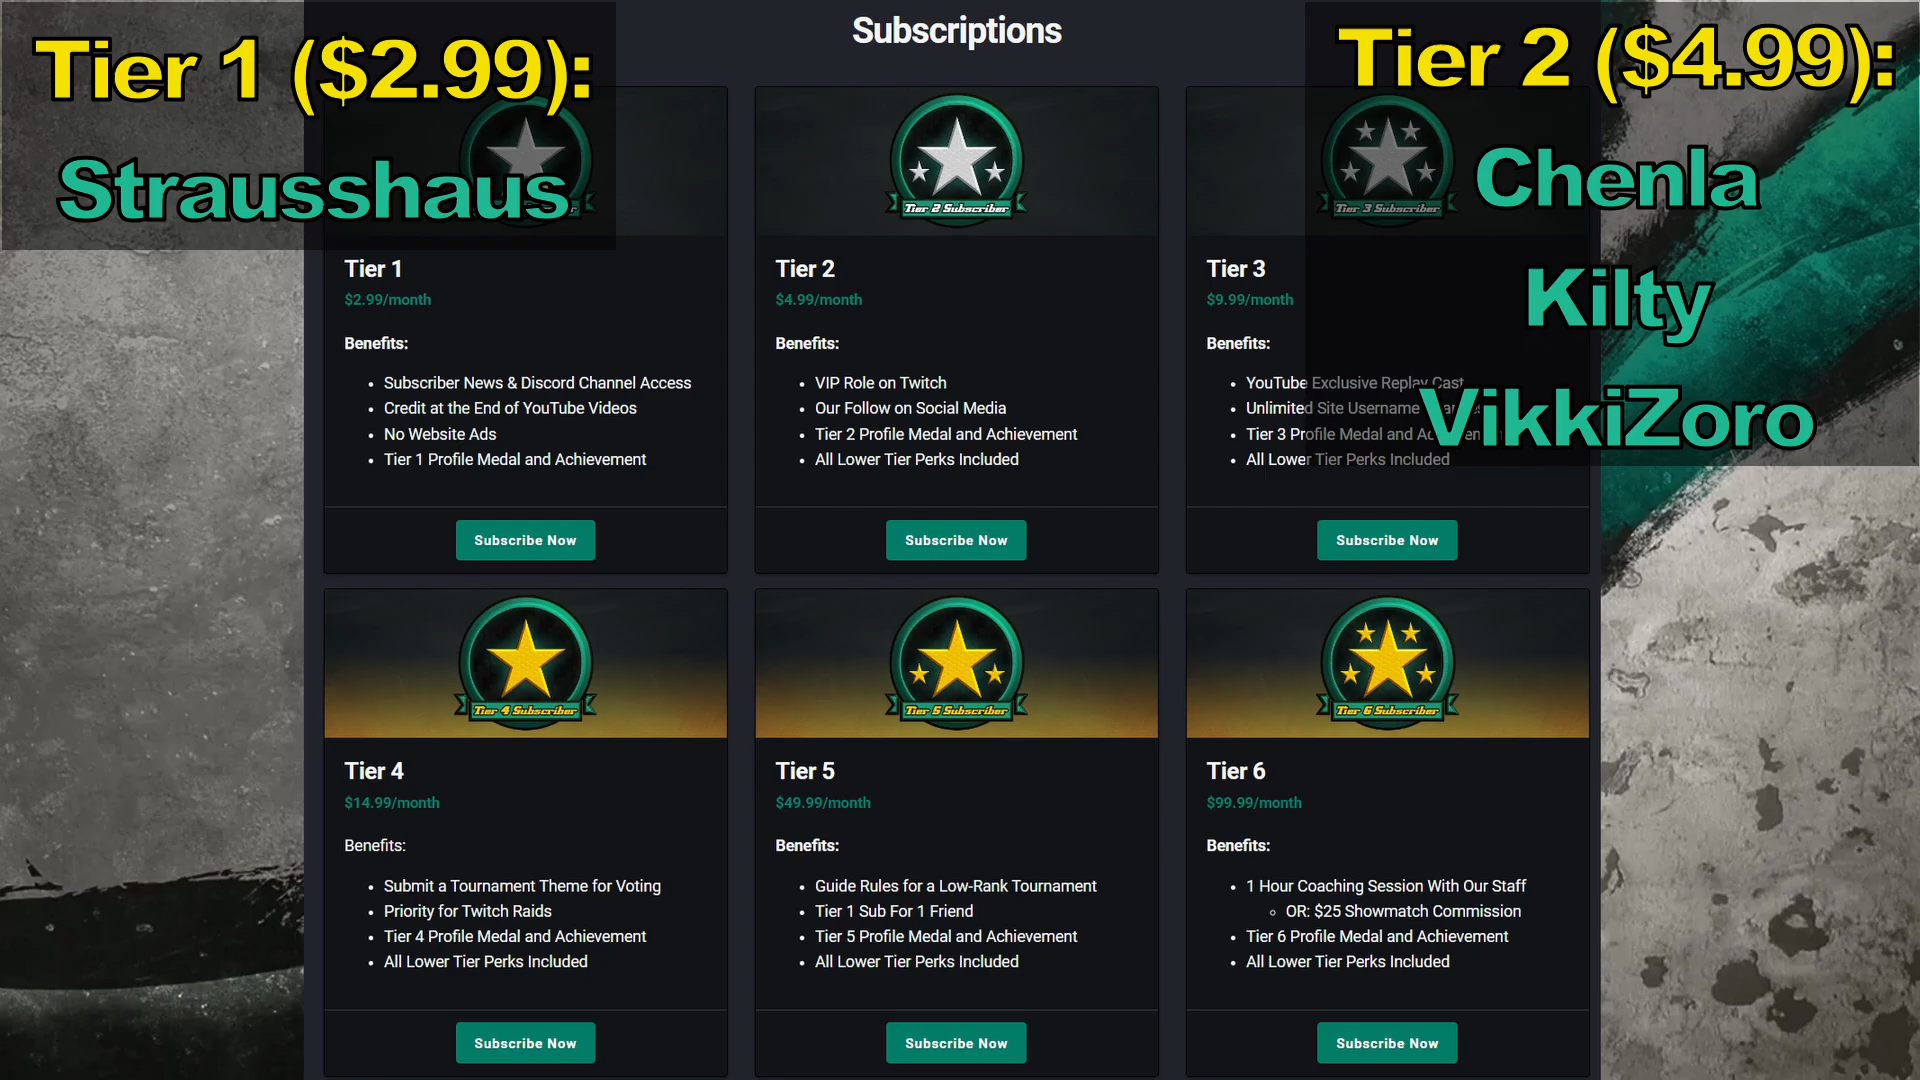 Subscriptions
Tier 1 ($2.99):
Strausshaus
Tier 2 ($4.99):
Chenla
Kilty
VikkiZoro
Tier 1
$2.99/month
Benefits:
Subscriber News & Discord Channel Access
Credit at the End of YouTube Videos
No Website Ads
Tier 1 Profile Medal and Achievement
Subscribe Now
Tier 2 Subscriber
Tier 2
$4.99/month
Benefits:
VIP Role on Twitch
Our Follow on Social Media
Tier 2 Profile Medal and Achievement
All Lower Tier Perks Included
Subscribe Now
Tier 3 Subscriber
Tier 3
$9.99/month
Benefits:
YouTube Exclusive Replay Cast
Unlimited Site Username
Tier 3 Profile Medal and
All Lower Tier Perks Included
Subscribe Now
Tier 4 Subscriber
Tier 4
$14.99/month
Benefits:
Submit a Tournament Theme for Voting
Priority for Twitch Raids
Tier 4 Profile Medal and Achievement
All Lower Tier Perks Included
Subscribe Now
Tier 5 Subscriber
Tier 5
$49.99/month
Benefits:
Guide Rules for a Low-Rank Tournament
Tier 1 Sub For 1 Friend
Tier 5 Profile Medal and Achievement
All Lower Tier Perks Included
Subscribe Now
Tier 6 Subscriber
Tier 6
$99.99/month
Benefits:
1 Hour Coaching Session With Our Staff
OR: $25 Showmatch Commission
Tier 6 Profile Medal and Achievement
All Lower Tier Perks Included
Subscribe Now